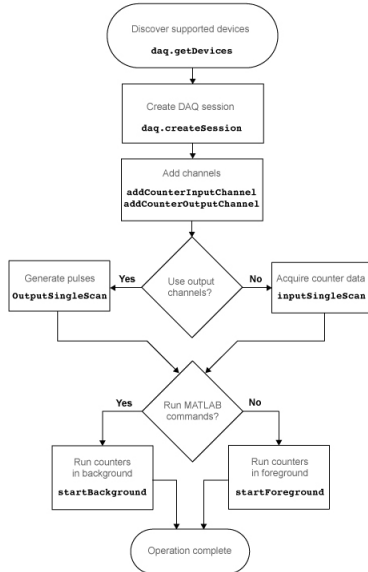 Discover supported devices
daq.getDevices
Create DAQ session
daq.createSession
Add channels
addCounterInputChannel
addCounterOutputChannel
Generate pulses
OutputSingleScan
Yes
Use output
channels?
No
Acquire counter data
inputSingleScan
Yes
Run MATLAB
commands?
No
Run counters
in background
startBackground
Run counters
in foreground
startForeground
Operation complete